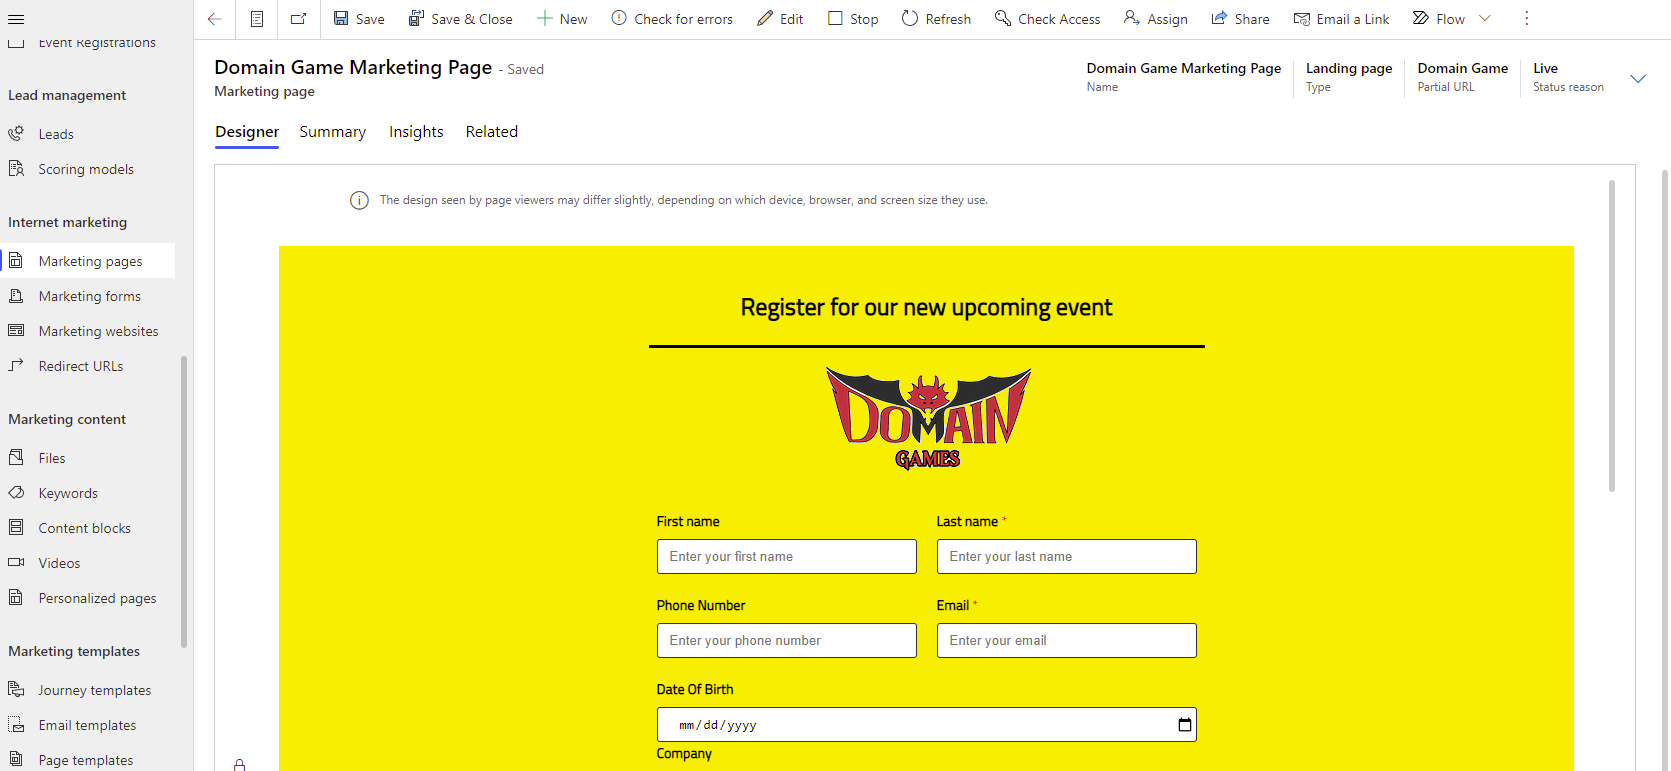 Save
Save & Close
New
Check for errors
Edit
Stop
Refresh
Check Access
Assign
Share
Email a Link
Flow
Event Registrations
Lead management
Leads
Scoring models
Internet marketing
Marketing pages
Marketing forms
Marketing websites
Redirect URLs
Marketing content
Files
Keywords
Content blocks
Videos
Personalized pages
Marketing templates
Journey templates
Email templates
Page templates
Domain Game Marketing Page - Saved
Marketing page
Domain Game Marketing Page
Name
Landing page
Type
Domain Game
Partial URL
Live
Status reason
Designer
Summary
Insights
Related
The design seen by page viewers may differ slightly, depending on which device, browser, and screen size they use.
Register for our new upcoming event
DOMAIN
GAMES
First name
Last name *
Enter your first name
Enter your last name
Phone Number
Email *
Enter your phone number
Enter your email
Date Of Birth
mm/dd/yyyy
Company